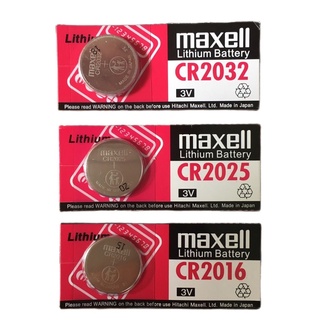 Lithium
maxell
Lithium Battery
CR2032
3V
Please read WARNING on the back before use Hitachi Maxell. Ltd. Made in Japan
Lithium
maxell
Lithium Battery
CR2025
3V
Please read WARNING on the back before use Hitachi Maxell. Ltd. Made in Japan
Lithium
maxell
Lithium Battery
CR2016
3V
Please read WARNING on the back before use Hitachi Maxell. Ltd. Made in Japan